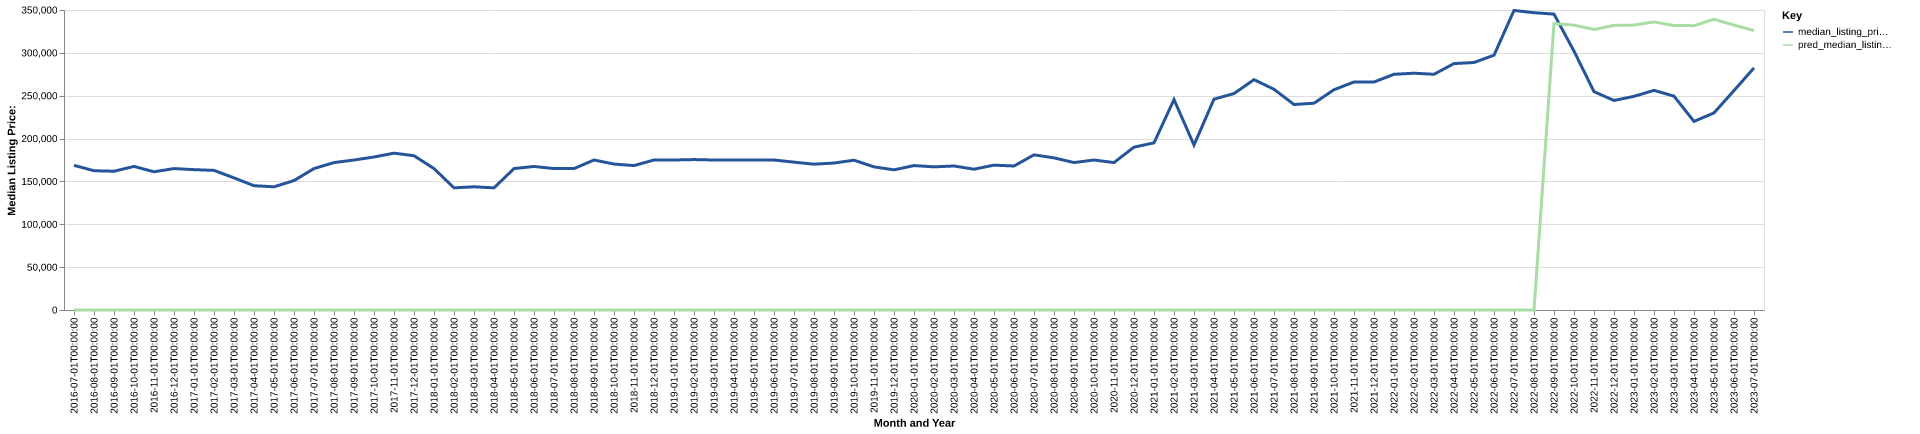 350,000
300,000
250,000
200,000
150,000
100,000
50,000
0
Median Listing Price:
2016-07-01T00:00:00
2016-08-01T00:00:00
2016-09-01T00:00:00
2016-10-01T00:00:00
2016-11-01T00:00:00
2016-12-01T00:00:00
2017-01-01T00:00:00
2017-02-01T00:00:00
2017-03-01T00:00:00
2017-04-01T00:00:00
2017-05-01T00:00:00
2017-06-01T00:00:00
2017-07-01T00:00:00
2017-08-01T00:00:00
2017-09-01T00:00:00
2017-10-01T00:00:00
2017-11-01T00:00:00
2017-12-01T00:00:00
2018-01-01T00:00:00
2018-02-01T00:00:00
2018-03-01T00:00:00
2018-04-01T00:00:00
2018-05-01T00:00:00
2018-06-01T00:00:00
2018-07-01T00:00:00
2018-08-01T00:00:00
2018-09-01T00:00:00
2018-10-01T00:00:00
2018-11-01T00:00:00
2018-12-01T00:00:00
2019-01-01T00:00:00
2019-02-01T00:00:00
2019-03-01T00:00:00
2019-04-01T00:00:00
2019-05-01T00:00:00
2019-06-01T00:00:00
2019-07-01T00:00:00
2019-08-01T00:00:00
2019-09-01T00:00:00
2019-10-01T00:00:00
2019-11-01T00:00:00
2019-12-01T00:00:00
2020-01-01T00:00:00
2020-02-01T00:00:00
2020-03-01T00:00:00
2020-04-01T00:00:00
2020-05-01T00:00:00
2020-06-01T00:00:00
2020-07-01T00:00:00
2020-08-01T00:00:00
2020-09-01T00:00:00
2020-10-01T00:00:00
2020-11-01T00:00:00
2020-12-01T00:00:00
2021-01-01T00:00:00
2021-02-01T00:00:00
2021-03-01T00:00:00
2021-04-01T00:00:00
2021-05-01T00:00:00
2021-06-01T00:00:00
2021-07-01T00:00:00
2021-08-01T00:00:00
2021-09-01T00:00:00
2021-10-01T00:00:00
2021-11-01T00:00:00
2021-12-01T00:00:00
2022-01-01T00:00:00
2022-02-01T00:00:00
2022-03-01T00:00:00
2022-04-01T00:00:00
2022-05-01T00:00:00
2022-06-01T00:00:00
2022-07-01T00:00:00
2022-08-01T00:00:00
2022-09-01T00:00:00
2022-10-01T00:00:00
2022-11-01T00:00:00
2022-12-01T00:00:00
2023-01-01T00:00:00
2023-02-01T00:00:00
2023-03-01T00:00:00
2023-04-01T00:00:00
2023-05-01T00:00:00
2023-06-01T00:00:00
2023-07-01T00:00:00
Month and Year
Key
median_listing_pri…
pred_median_listin…